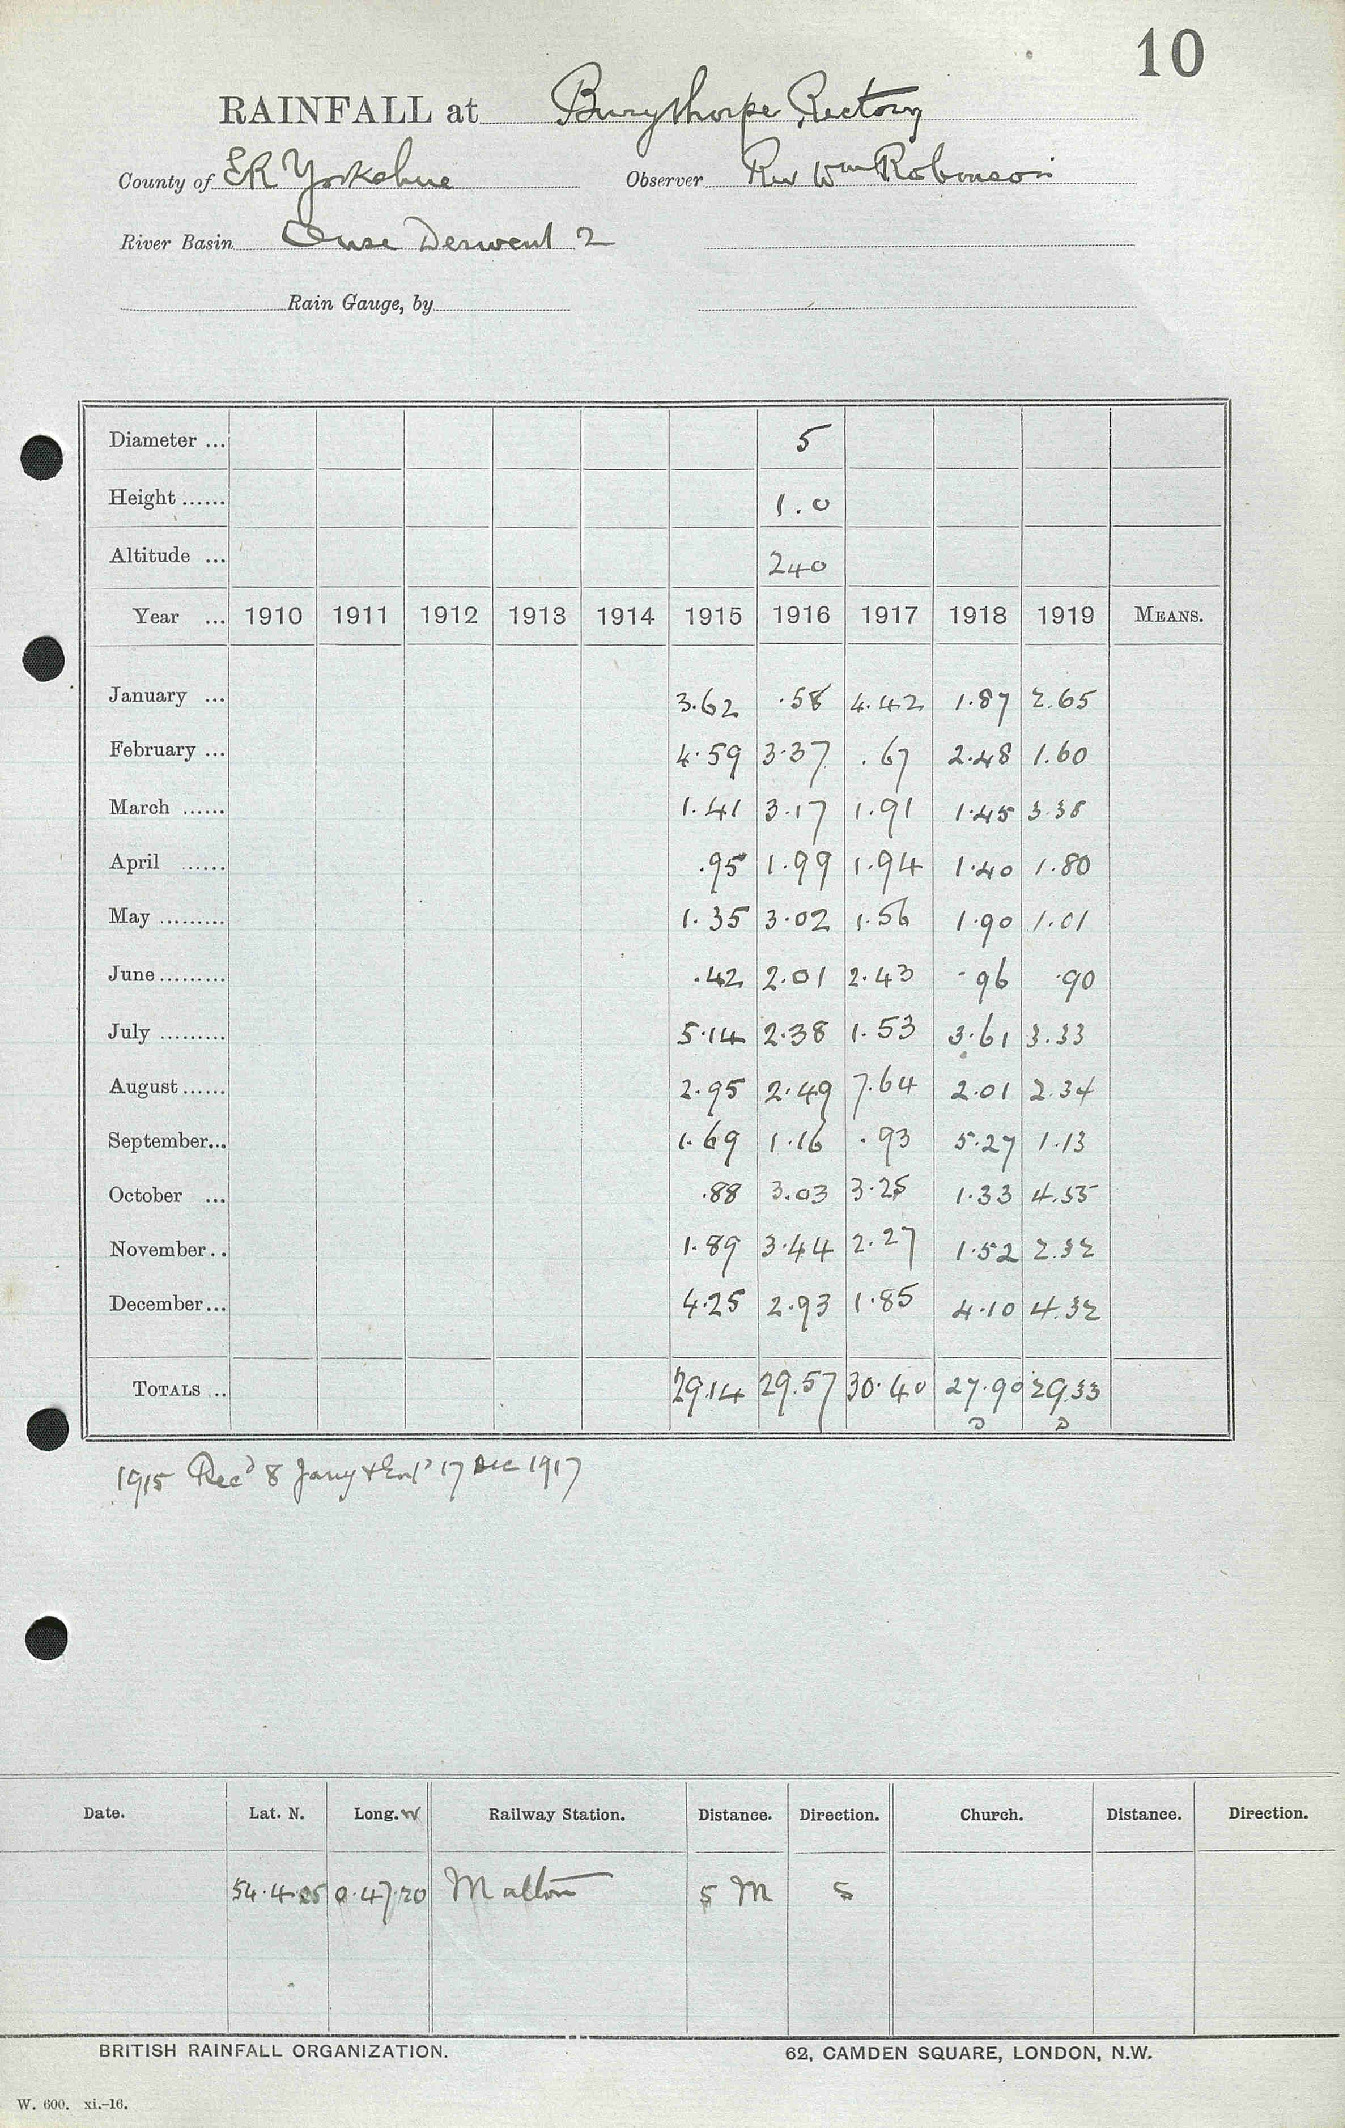 10
RAINFALL at Burythorpe Rectory
County of ER Yorkshire Observer Rev Wm Robinson
River Basin Ouse Derwent 2
Rain Gauge, by
Diameter ... 5
Height ...... 1.0
Altitude ... 240
Year ... 1910 1911 1912 1913 1914 1915 1916 1917 1918 1919 MEANS.
January ... 3.62 .58 4.42 1.87 2.65
February ... 4.59 3.37 .67 2.48 1.60
March ...... 1.41 3.17 1.91 1.45 3.38
April ...... .95 1.99 1.94 1.40 1.80
May ......... 1.35 3.02 1.56 1.90 1.01
June ......... .42 2.01 2.43 .96 .90
July ......... 5.14 2.38 1.53 3.61 3.33
August ...... 2.95 2.49 7.64 2.01 2.34
September... 1.69 1.16 .93 5.27 1.13
October ... .88 3.03 3.25 1.33 4.55
November.. 1.89 3.44 2.27 1.52 2.32
December... 4.25 2.93 1.85 4.10 4.32
TOTALS .. 29.14 29.57 30.40 27.90 29.33
1915 Recd 8 Jany & 17 Dec 1917
Date. Lat. N. Long. W Railway Station. Distance. Direction. Church. Distance. Direction.
54.4.25 0.47.20 Malton 5 M S
BRITISH RAINFALL ORGANIZATION. 62, CAMDEN SQUARE, LONDON, N.W.
W. 600. xi.-16.